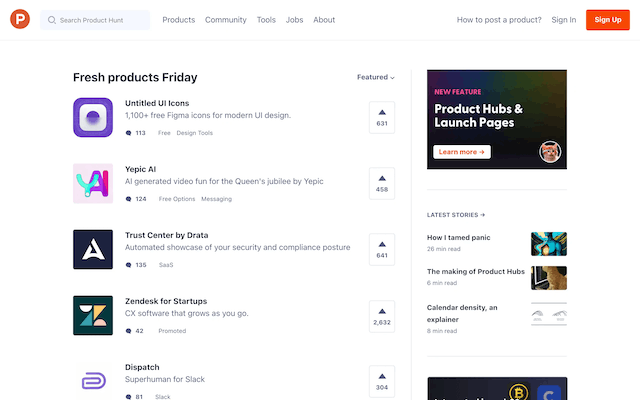 P
Search Product Hunt
Products
Community
Tools
Jobs
About
How to post a product?
Sign In
Sign Up
Fresh products Friday
Featured
Untitled UI Icons
1,100+ free Figma icons for modern UI design.
113
Free
Design Tools
631
Yepic AI
AI generated video fun for the Queen's jubilee by Yepic
124
Free Options
Messaging
458
Trust Center by Drata
Automated showcase of your security and compliance posture
135
SaaS
641
Zendesk for Startups
CX software that grows as you go.
42
Promoted
2,632
Dispatch
Superhuman for Slack
81
Slack
304
NEW FEATURE
Product Hubs &
Launch Pages
Learn more →
LATEST STORIES →
How I tamed panic
26 min read
The making of Product Hubs
6 min read
Calendar density, an
explainer
8 min read